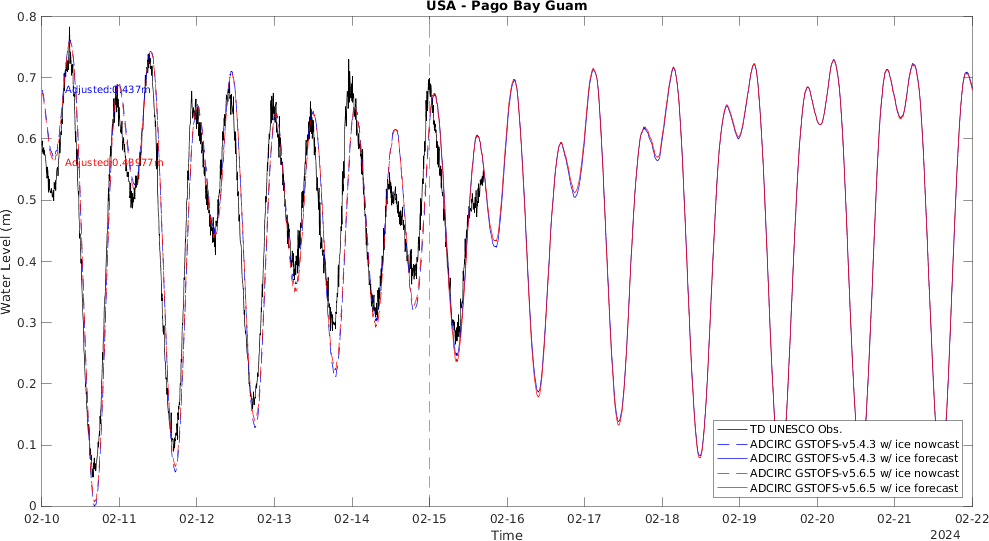 USA - Pago Bay Guam
0.8
0.7
0.6
0.5
0.4
0.3
0.2
0.1
0
Water Level (m)
Adjusted:0.437m
Adjusted:0.43977m
TD UNESCO Obs.
ADCIRC GSTOFS-v5.4.3 w/ ice nowcast
ADCIRC GSTOFS-v5.4.3 w/ ice forecast
ADCIRC GSTOFS-v5.6.5 w/ ice nowcast
ADCIRC GSTOFS-v5.6.5 w/ ice forecast
02-10 02-11 02-12 02-13 02-14 02-15 02-16 02-17 02-18 02-19 02-20 02-21 02-22
Time
2024